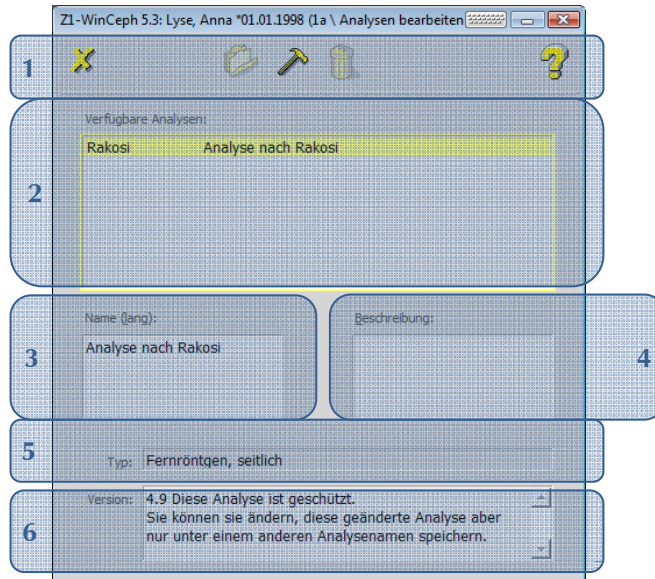 Z1-WinCeph 5.3: Lyse, Anna *01.01.1998 (1a \ Analysen bearbeiten
1
Verfügbare Analysen:
Rakosi Analyse nach Rakosi
2
Name (lang):
Analyse nach Rakosi
3
Beschreibung:
4
5
Typ: Fernröntgen, seitlich
Version: 4.9 Diese Analyse ist geschützt.
Sie können sie ändern, diese geänderte Analyse aber
nur unter einem anderen Analysenamen speichern.
6